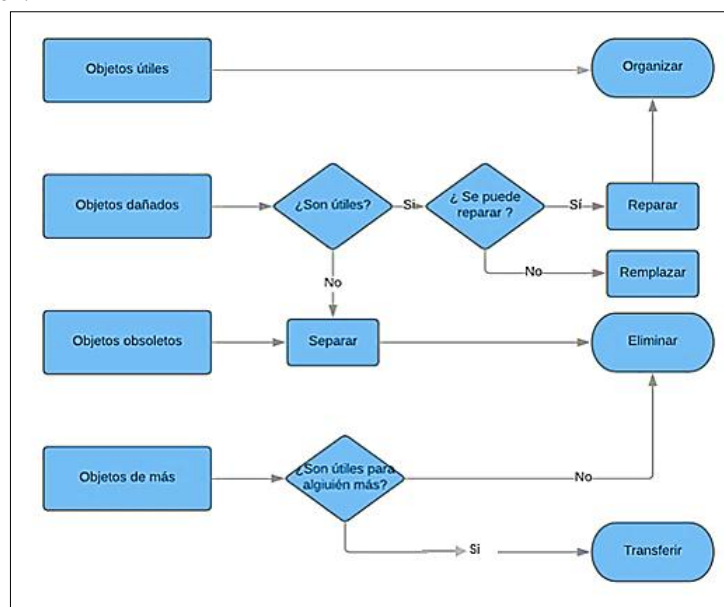 Objetos útiles
Organizar
Objetos dañados
¿Son útiles?
Si
¿ Se puede
reparar ?
Sí
Reparar
No
No
Remplazar
Objetos obsoletos
Separar
Eliminar
Objetos de más
¿Son útiles para
algiuién más?
No
Si
Transferir